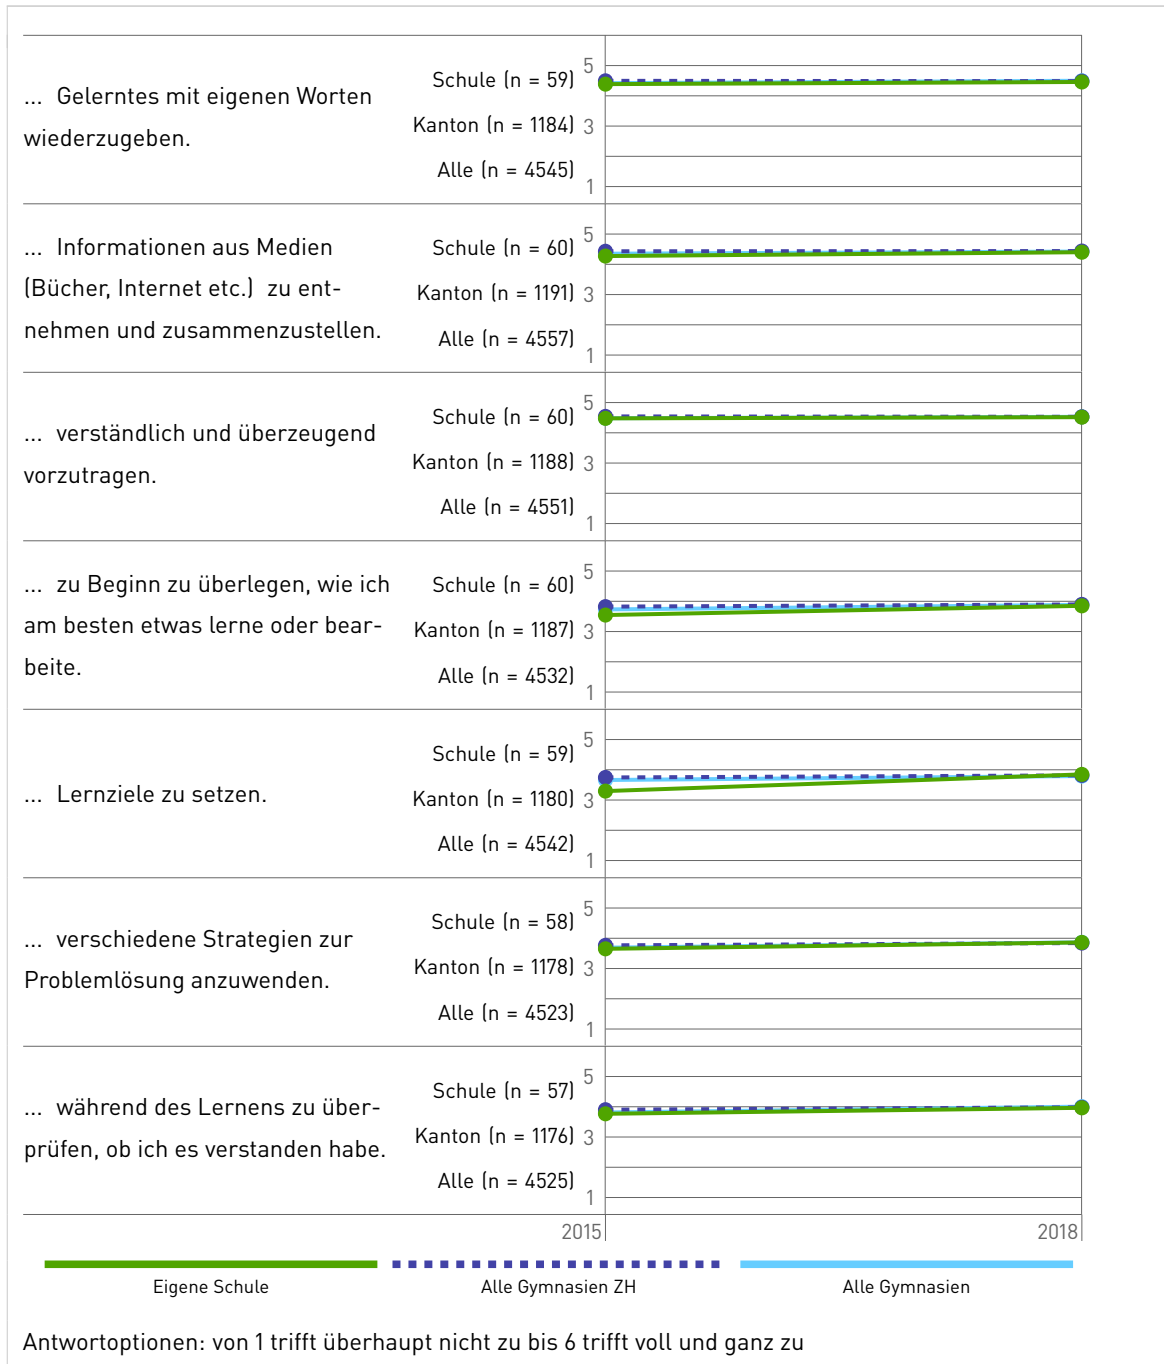 ... Gelerntes mit eigenen Worten
wiederzugeben.
Schule (n = 59)
Kanton (n = 1184)
Alle (n = 4545)
5
3
1
... Informationen aus Medien
(Bücher, Internet etc.) zu ent-
nehmen und zusammenzustellen.
Schule (n = 60)
Kanton (n = 1191)
Alle (n = 4557)
5
3
1
... verständlich und überzeugend
vorzutragen.
Schule (n = 60)
Kanton (n = 1188)
Alle (n = 4551)
5
3
1
... zu Beginn zu überlegen, wie ich
am besten etwas lerne oder bear-
beite.
Schule (n = 60)
Kanton (n = 1187)
Alle (n = 4532)
5
3
1
... Lernziele zu setzen.
Schule (n = 59)
Kanton (n = 1180)
Alle (n = 4542)
5
3
1
... verschiedene Strategien zur
Problemlösung anzuwenden.
Schule (n = 58)
Kanton (n = 1178)
Alle (n = 4523)
5
3
1
... während des Lernens zu über-
prüfen, ob ich es verstanden habe.
Schule (n = 57)
Kanton (n = 1176)
Alle (n = 4525)
5
3
1
2015
2018
Eigene Schule
Alle Gymnasien ZH
Alle Gymnasien
Antwortoptionen: von 1 trifft überhaupt nicht zu bis 6 trifft voll und ganz zu